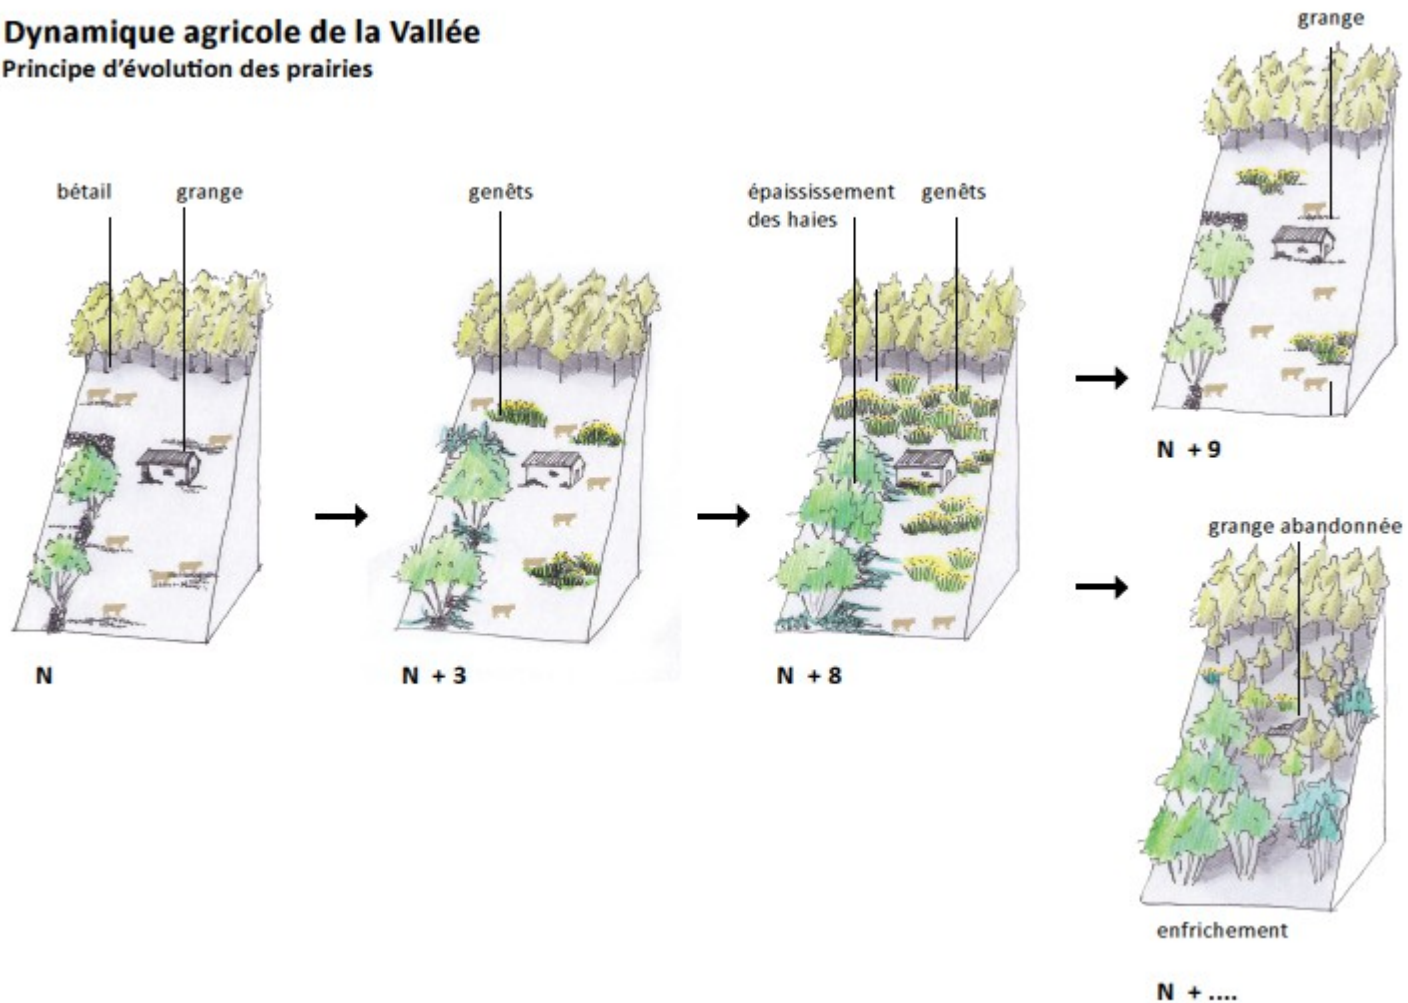 Dynamique agricole de la Vallée
Principe d'évolution des prairies
bétail
grange
N
genêts
N + 3
épaississement
des haies
genêts
N + 8
grange
N + 9
grange abandonnée
enfrichement
N + ....